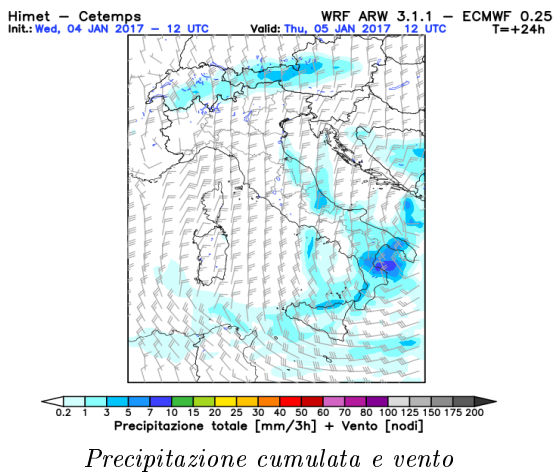 Himet – Cetemps WRF ARW 3.1.1 – ECMWF 0.25
Init.: Wed, 04 JAN 2017 – 12 UTC Valid: Thu, 05 JAN 2017 12 UTC T=+24h
0.2 1 3 5 7 10 15 20 25 30 40 50 60 70 80 100 125 150 175 200
Precipitazione totale [mm/3h] + Vento [nodi]
Precipitazione cumulata e vento